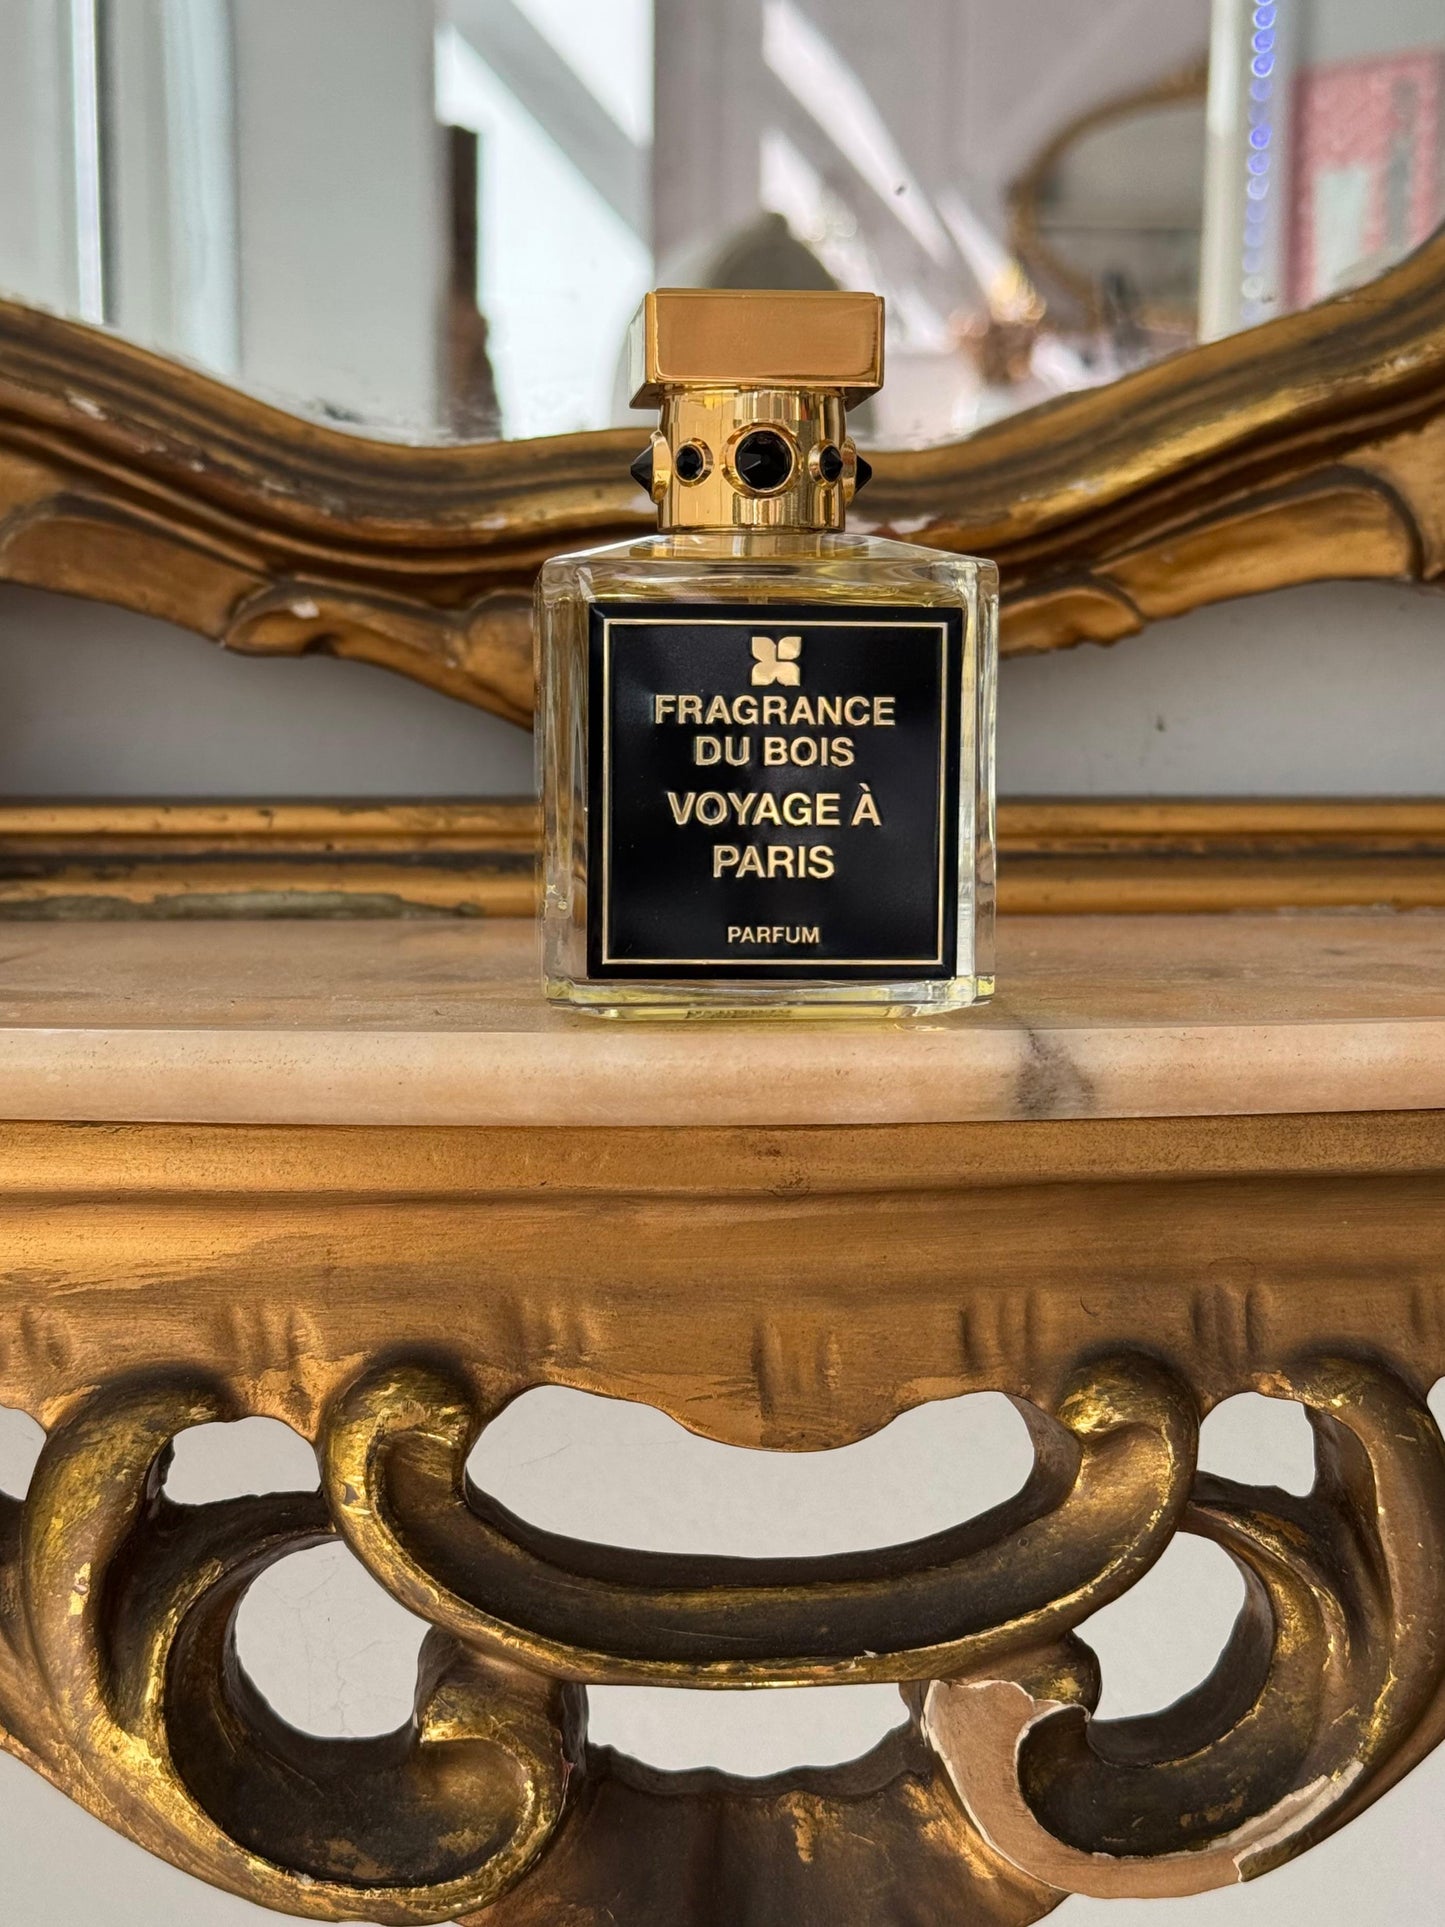 FRAGRANCE
DU BOIS
VOYAGE À
PARIS
PARFUM